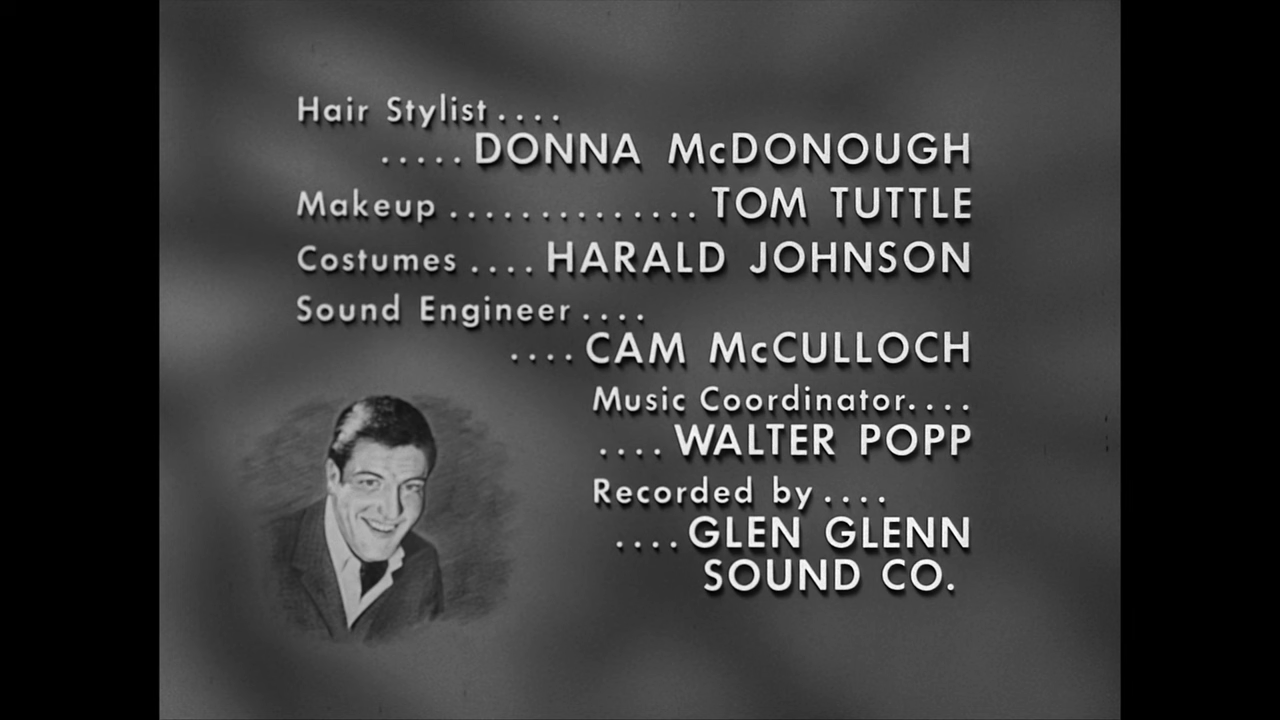 Hair Stylist....
.....DONNA McDONOUGH
Makeup..............TOM TUTTLE
Costumes....HARALD JOHNSON
Sound Engineer....
....CAM McCULLOCH
Music Coordinator....
....WALTER POPP
Recorded by....
....GLEN GLENN
SOUND CO.